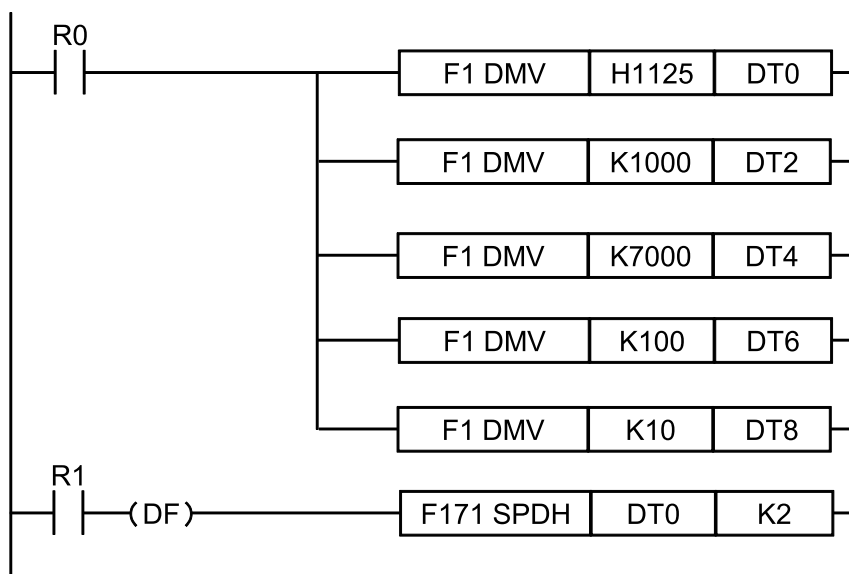 R0
F1 DMV H1125 DT0
F1 DMV K1000 DT2
F1 DMV K7000 DT4
F1 DMV K100 DT6
F1 DMV K10 DT8
R1
(DF) F171 SPDH DT0 K2